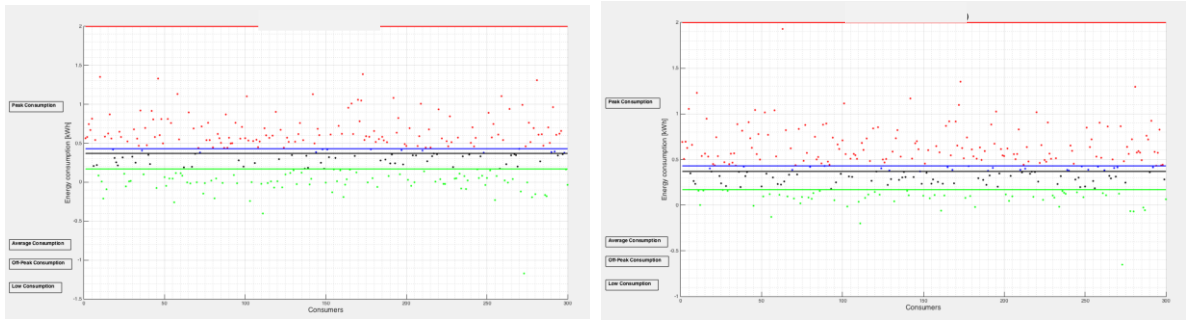 2
1.5
Peak Consumption
1
0.5
0
-0.5
Average Consumption
-1
Off-Peak Consumption
Low Consumption
-1.5
Energy consumption [kWh]
0 50 100 150 200 250 300
Consumers
)
2
1.5
Peak Consumption
1
0.5
0
Average Consumption
-0.5
Off-Peak Consumption
Low Consumption
-1
Energy consumption [kWh]
0 50 100 150 200 250 300
Consumers